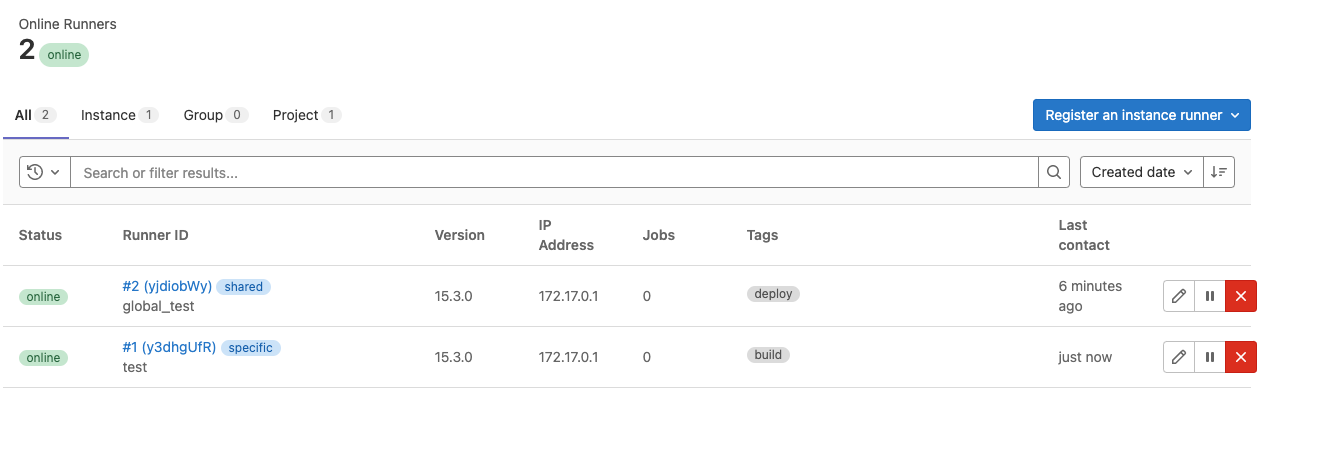 Online Runners
2 online
All 2 Instance 1 Group 0 Project 1 Register an instance runner
Search or filter results... Created date
Status Runner ID Version IP Address Jobs Tags Last contact
online #2 (yjdiobWy) shared 15.3.0 172.17.0.1 0 deploy 6 minutes ago
global_test
online #1 (y3dhgUfR) specific 15.3.0 172.17.0.1 0 build just now
test